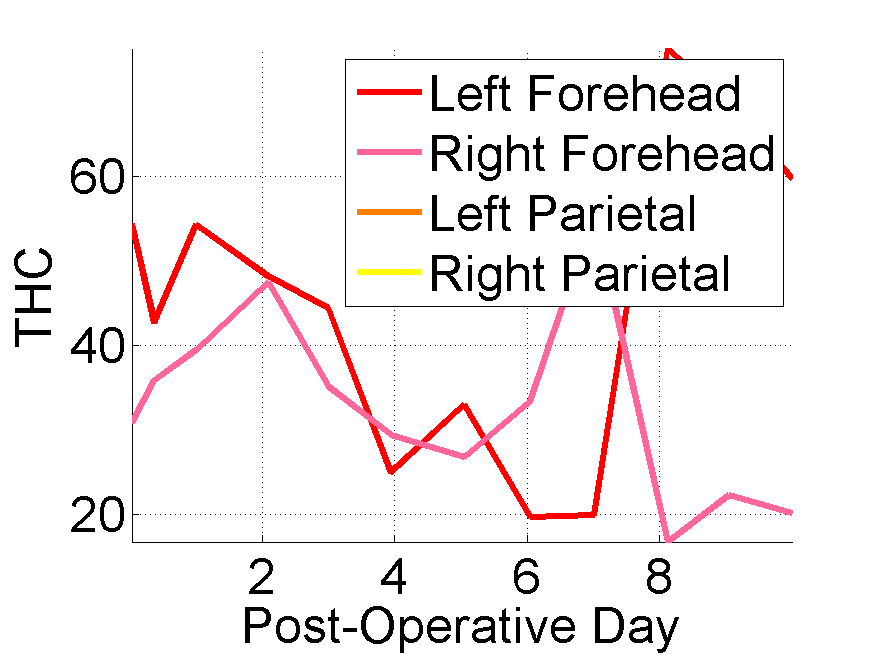 Left Forehead
Right Forehead
Left Parietal
Right Parietal
60
40
20
THC
2 4 6 8
Post-Operative Day